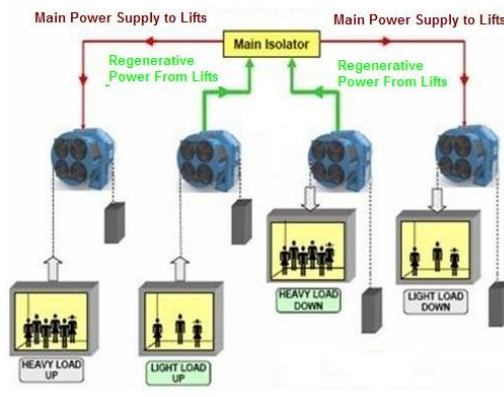 Main Power Supply to Lifts
Main Power Supply to Lifts
Main Isolator
Regenerative
Power From Lifts
Regenerative
Power From Lifts
HEAVY LOAD
DOWN
LIGHT LOAD
DOWN
HEAVY LOAD
UP
LIGHT LOAD
UP